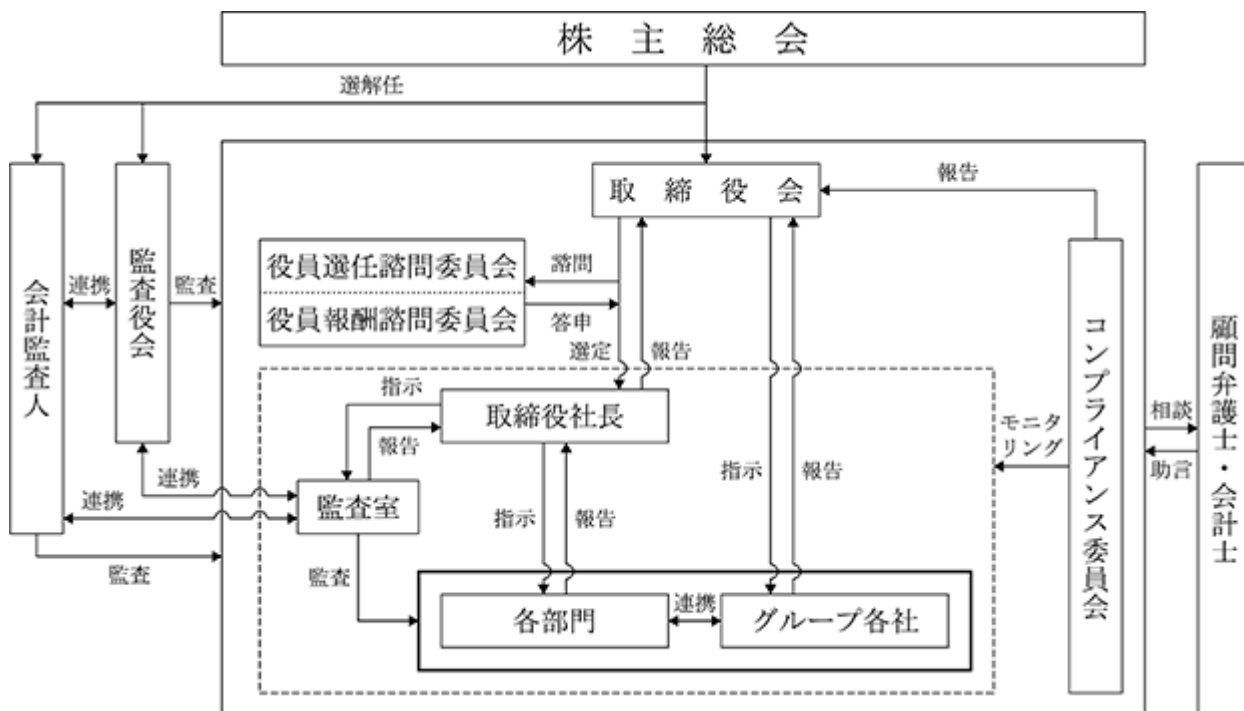 株主総会
選解任
取締役会
報告
役員選任諮問委員会
役員報酬諮問委員会
諮問
答申
選定
報告
会計監査人
連携
監査役会
監査
指示
取締役社長
報告
監査室
連携
連携
監査
指示
報告
指示
報告
監査
各部門
連携
グループ各社
モニタ
リング
コンプライアンス委員会
相談
助言
顧問弁護士・会計士